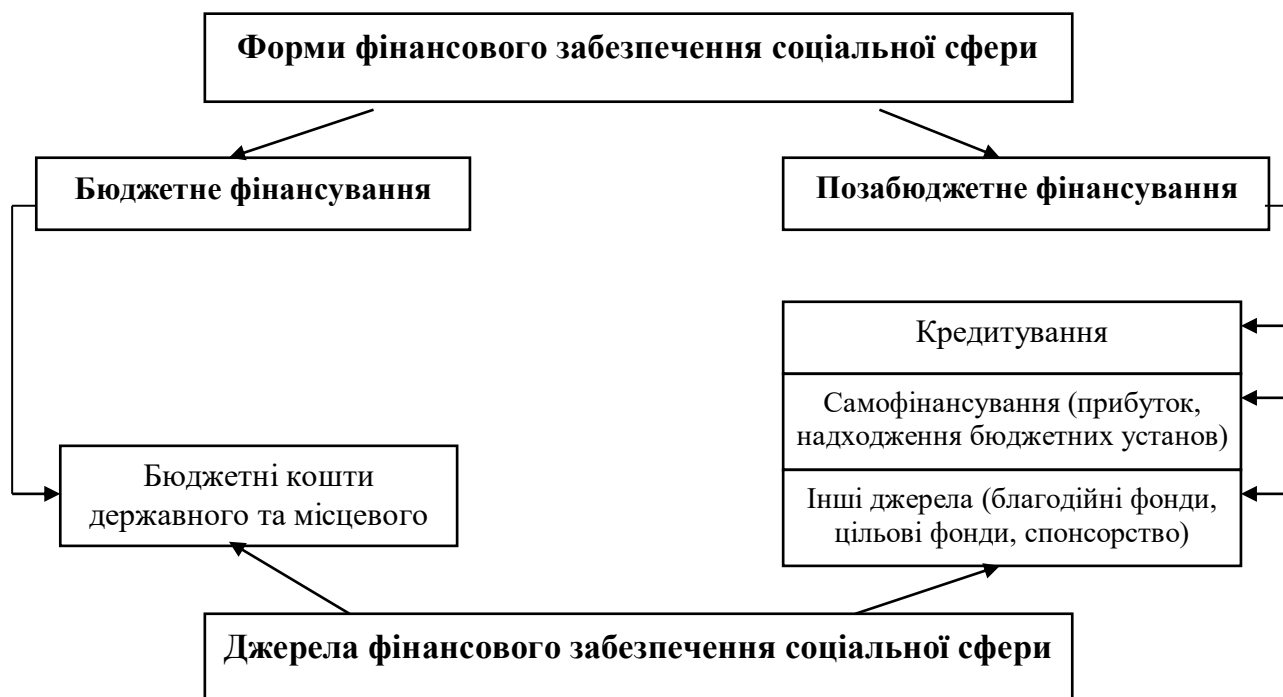 Форми фінансового забезпечення соціальної сфери
Бюджетне фінансування
Позабюджетне фінансування
Кредитування
Самофінансування (прибуток,
надходження бюджетних установ)
Бюджетні кошти
державного та місцевого
Інші джерела (благодійні фонди,
цільові фонди, спонсорство)
Джерела фінансового забезпечення соціальної сфери